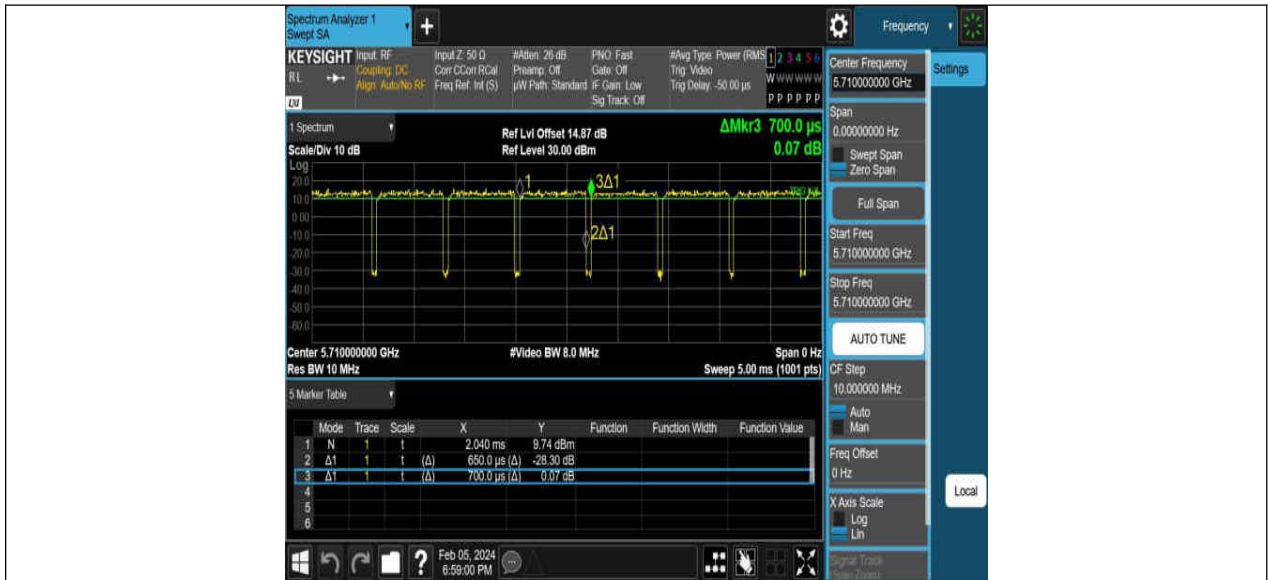 Spectrum Analyzer 1
Swept SA
Frequency
KEYSIGHT
RL
Input: RF
Coupling: DC
Align: Auto/No RF
Input Z: 50 Ω
Corr CCorr RCal
Freq Ref: Int (S)
#Atten: 26 dB
Preamp: Off
µW Path: Standard
PNO: Fast
Gate: Off
IF Gain: Low
Sig Track: Off
#Avg Type: Power (RMS
Trig: Video
Trig Delay: -50.00 µs
1 2 3 4 5 6
W W W W W W
P P P P P P
1 Spectrum
Scale/Div 10 dB
Ref Lvl Offset 14.87 dB
Ref Level 30.00 dBm
ΔMkr3 700.0 µs
0.07 dB
Log
20.0
10.0
0.00
-10.0
-20.0
-30.0
-40.0
-50.0
-60.0
1
3Δ1
2Δ1
Center 5.710000000 GHz
Res BW 10 MHz
#Video BW 8.0 MHz
Span 0 Hz
Sweep 5.00 ms (1001 pts)
5 Marker Table
Mode Trace Scale X Y Function Function Width Function Value
1 N 1 t 2.040 ms 9.74 dBm
2 Δ1 1 t (Δ) 650.0 µs (Δ) -28.30 dB
3 Δ1 1 t (Δ) 700.0 µs (Δ) 0.07 dB
4
5
6
Feb 05, 2024
6:59:00 PM
?
Center Frequency
5.710000000 GHz
Settings
Span
0.00000000 Hz
Swept Span
Zero Span
Full Span
Start Freq
5.710000000 GHz
Stop Freq
5.710000000 GHz
AUTO TUNE
CF Step
10.000000 MHz
Auto
Man
Freq Offset
0 Hz
X Axis Scale
Log
Lin
Signal Track
(Span Zoom)
Local